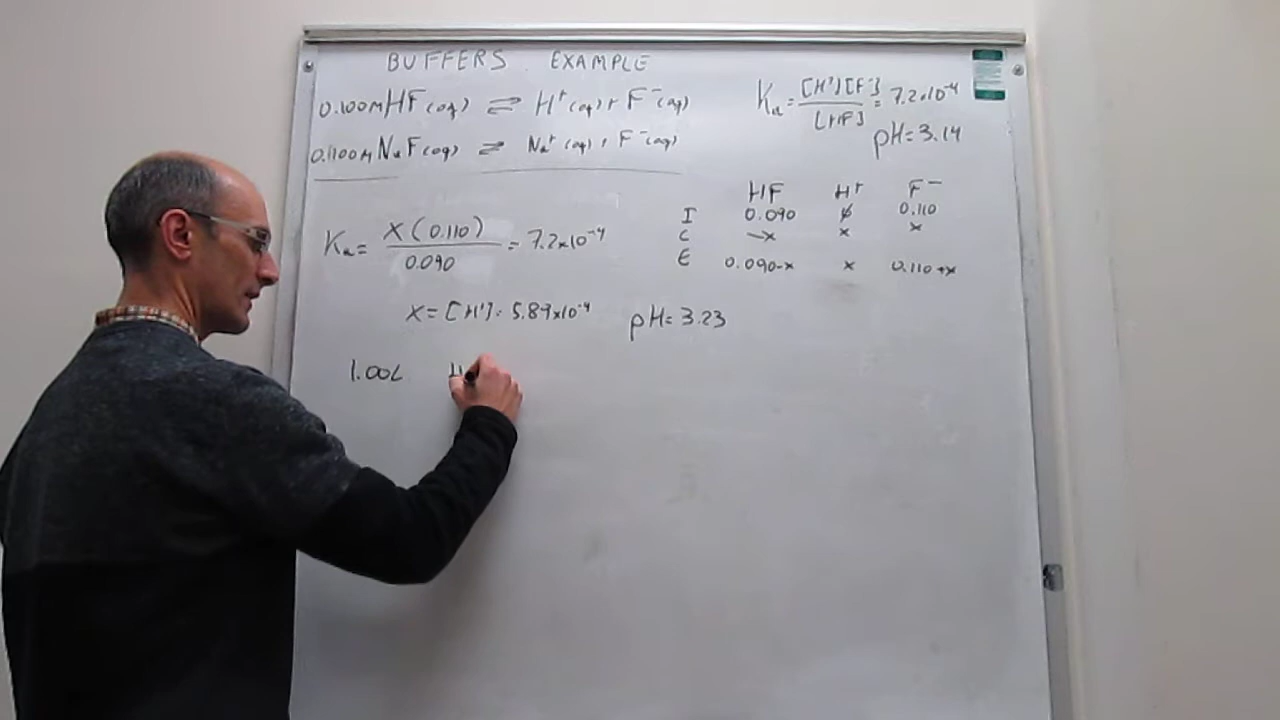 BUFFERS EXAMPLE
0.100M HF(aq) ⇌ H⁺(aq) + F⁻(aq)
Kₐ = [H⁺][F⁻] / [HF] = 7.2x10⁻⁴
pH = 3.14
0.1100M NaF(aq) ⇌ Na⁺(aq) + F⁻(aq)
HF H⁺ F⁻
I 0.090 0.110
C -x x x
E 0.090-x x 0.110+x
Kₐ = X(0.110) / 0.090 = 7.2x10⁻⁴
X = [H⁺] = 5.89x10⁻⁴ pH = 3.23
1.00L H